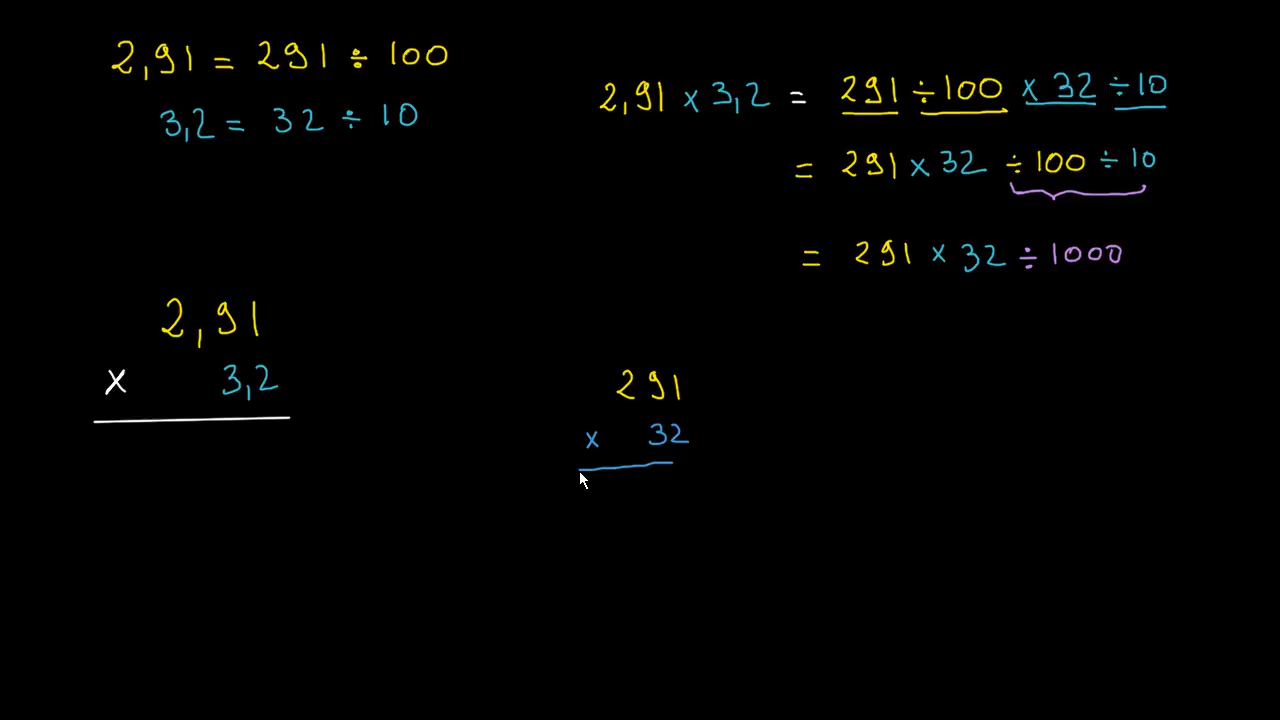 2,91 = 291 ÷ 100
3,2 = 32 ÷ 10
2,91 x 3,2 = 291 ÷ 100 x 32 ÷ 10
= 291 x 32 ÷ 100 ÷ 10
= 291 x 32 ÷ 1000
2,91
x 3,2
291
x 32